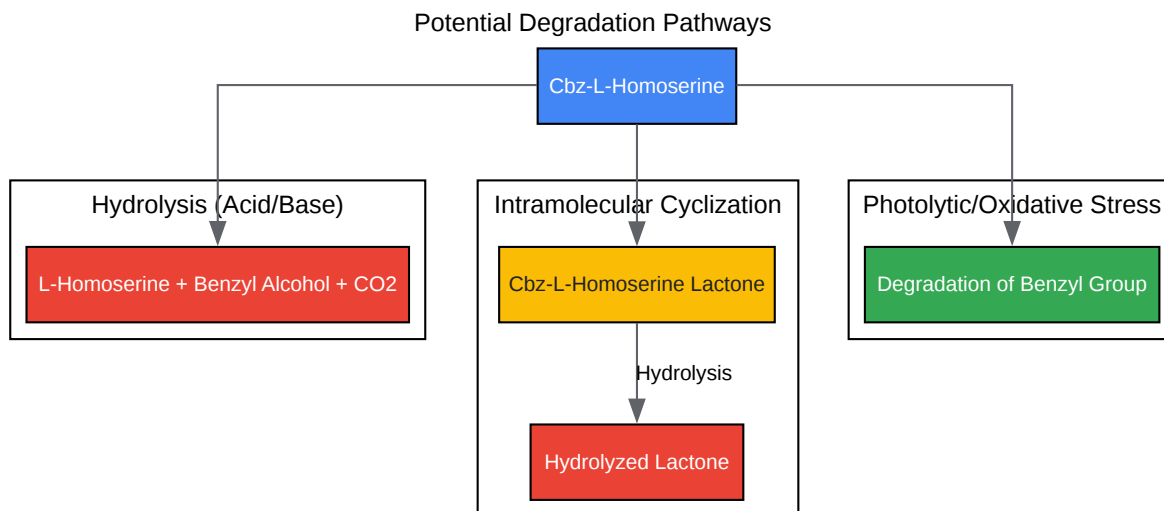 Potential Degradation Pathways
Cbz-L-Homoserine
Hydrolysis (Acid/Base)
L-Homoserine + Benzyl Alcohol + CO2
Intramolecular Cyclization
Cbz-L-Homoserine Lactone
Hydrolysis
Hydrolyzed Lactone
Photolytic/Oxidative Stress
Degradation of Benzyl Group